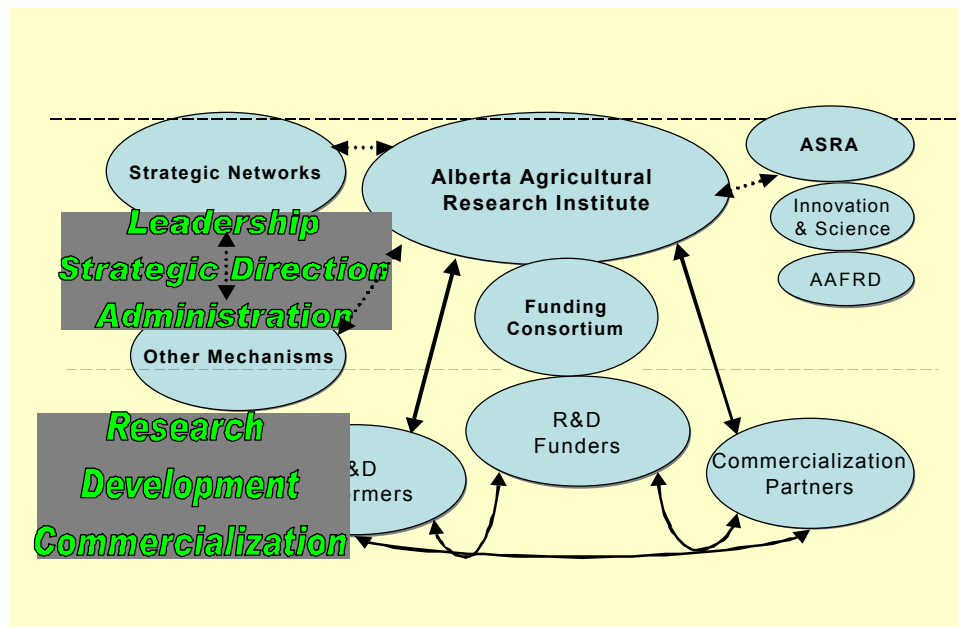 Strategic Networks
Alberta Agricultural
Research Institute
ASRA
Innovation
& Science
AAFRD
Leadership
Strategic Direction
Administration
Funding
Consortium
Other Mechanisms
Research
Development
Commercialization
&D
ormers
R&D
Funders
Commercialization
Partners